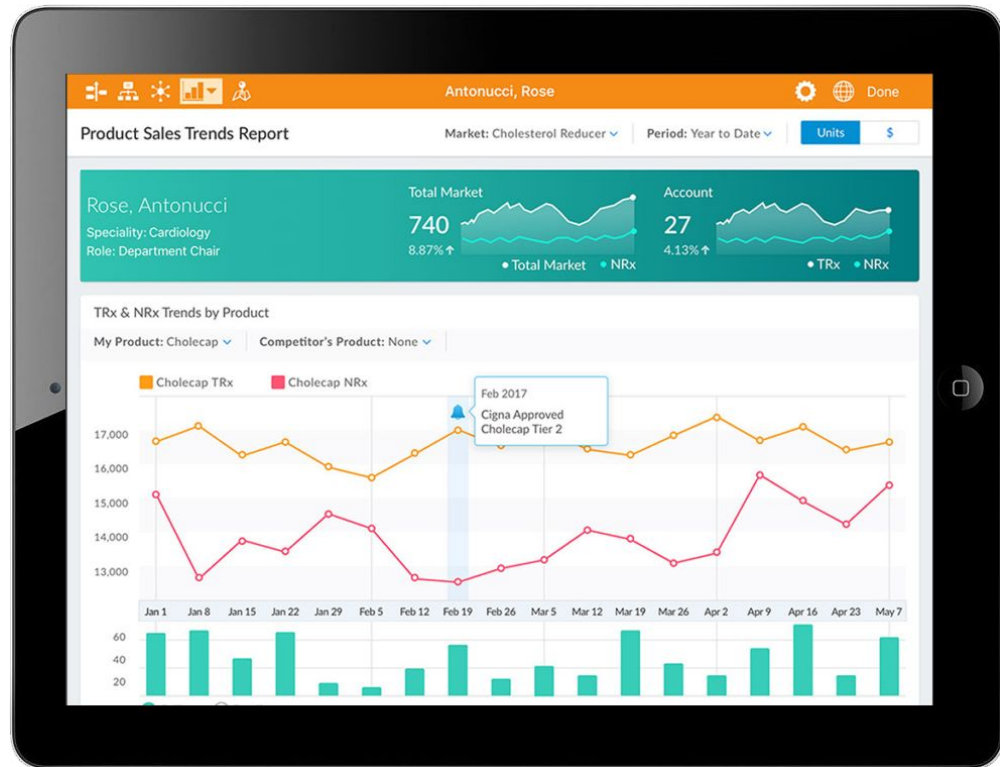 Antonucci, Rose
Done
Product Sales Trends Report
Market: Cholesterol Reducer
Period: Year to Date
Units
$
Rose, Antonucci
Speciality: Cardiology
Role: Department Chair
Total Market
740
8.87%↑
• Total Market • NRx
Account
27
4.13%↑
• TRx • NRx
TRx & NRx Trends by Product
My Product: Cholecap
Competitor's Product: None
Cholecap TRx
Cholecap NRx
Feb 2017
Cigna Approved
Cholecap Tier 2
17,000
16,000
15,000
14,000
13,000
Jan 1 Jan 8 Jan 15 Jan 22 Jan 29 Feb 5 Feb 12 Feb 19 Feb 26 Mar 5 Mar 12 Mar 19 Mar 26 Apr 2 Apr 9 Apr 16 Apr 23 May 7
60
40
20